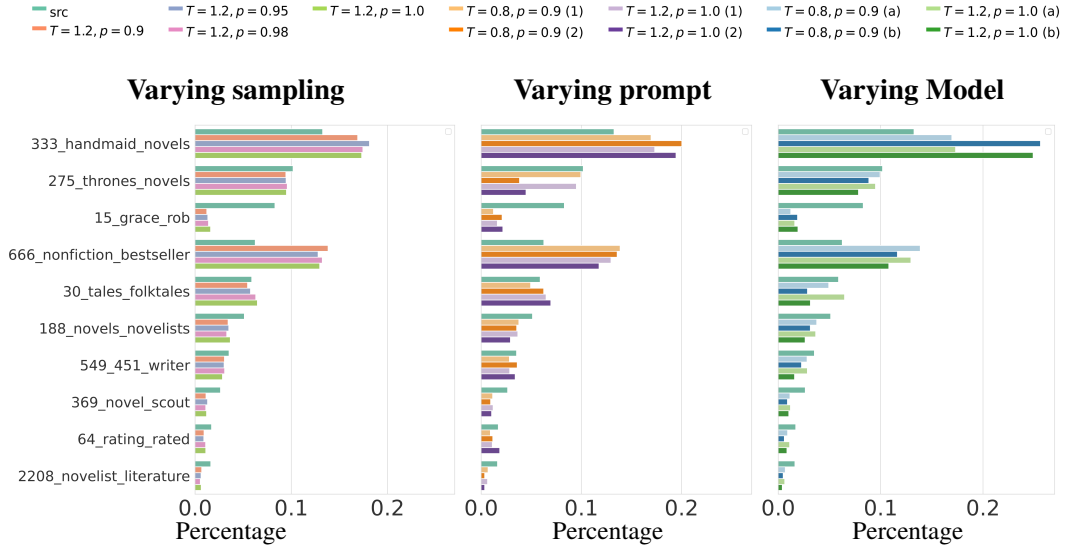 src T = 1.2, p = 0.95 T = 1.2, p = 1.0 T = 0.8, p = 0.9 (1) T = 1.2, p = 1.0 (1) T = 0.8, p = 0.9 (a) T = 1.2, p = 1.0 (a)
T = 1.2, p = 0.9 T = 1.2, p = 0.98 T = 0.8, p = 0.9 (2) T = 1.2, p = 1.0 (2) T = 0.8, p = 0.9 (b) T = 1.2, p = 1.0 (b)
Varying sampling Varying prompt Varying Model
333_handmaid_novels
275_thrones_novels
15_grace_rob
666_nonfiction_bestseller
30_tales_folktales
188_novels_novelists
549_451_writer
369_novel_scout
64_rating_rated
2208_novelist_literature
0.0 0.1 0.2 0.0 0.1 0.2 0.0 0.1 0.2
Percentage Percentage Percentage